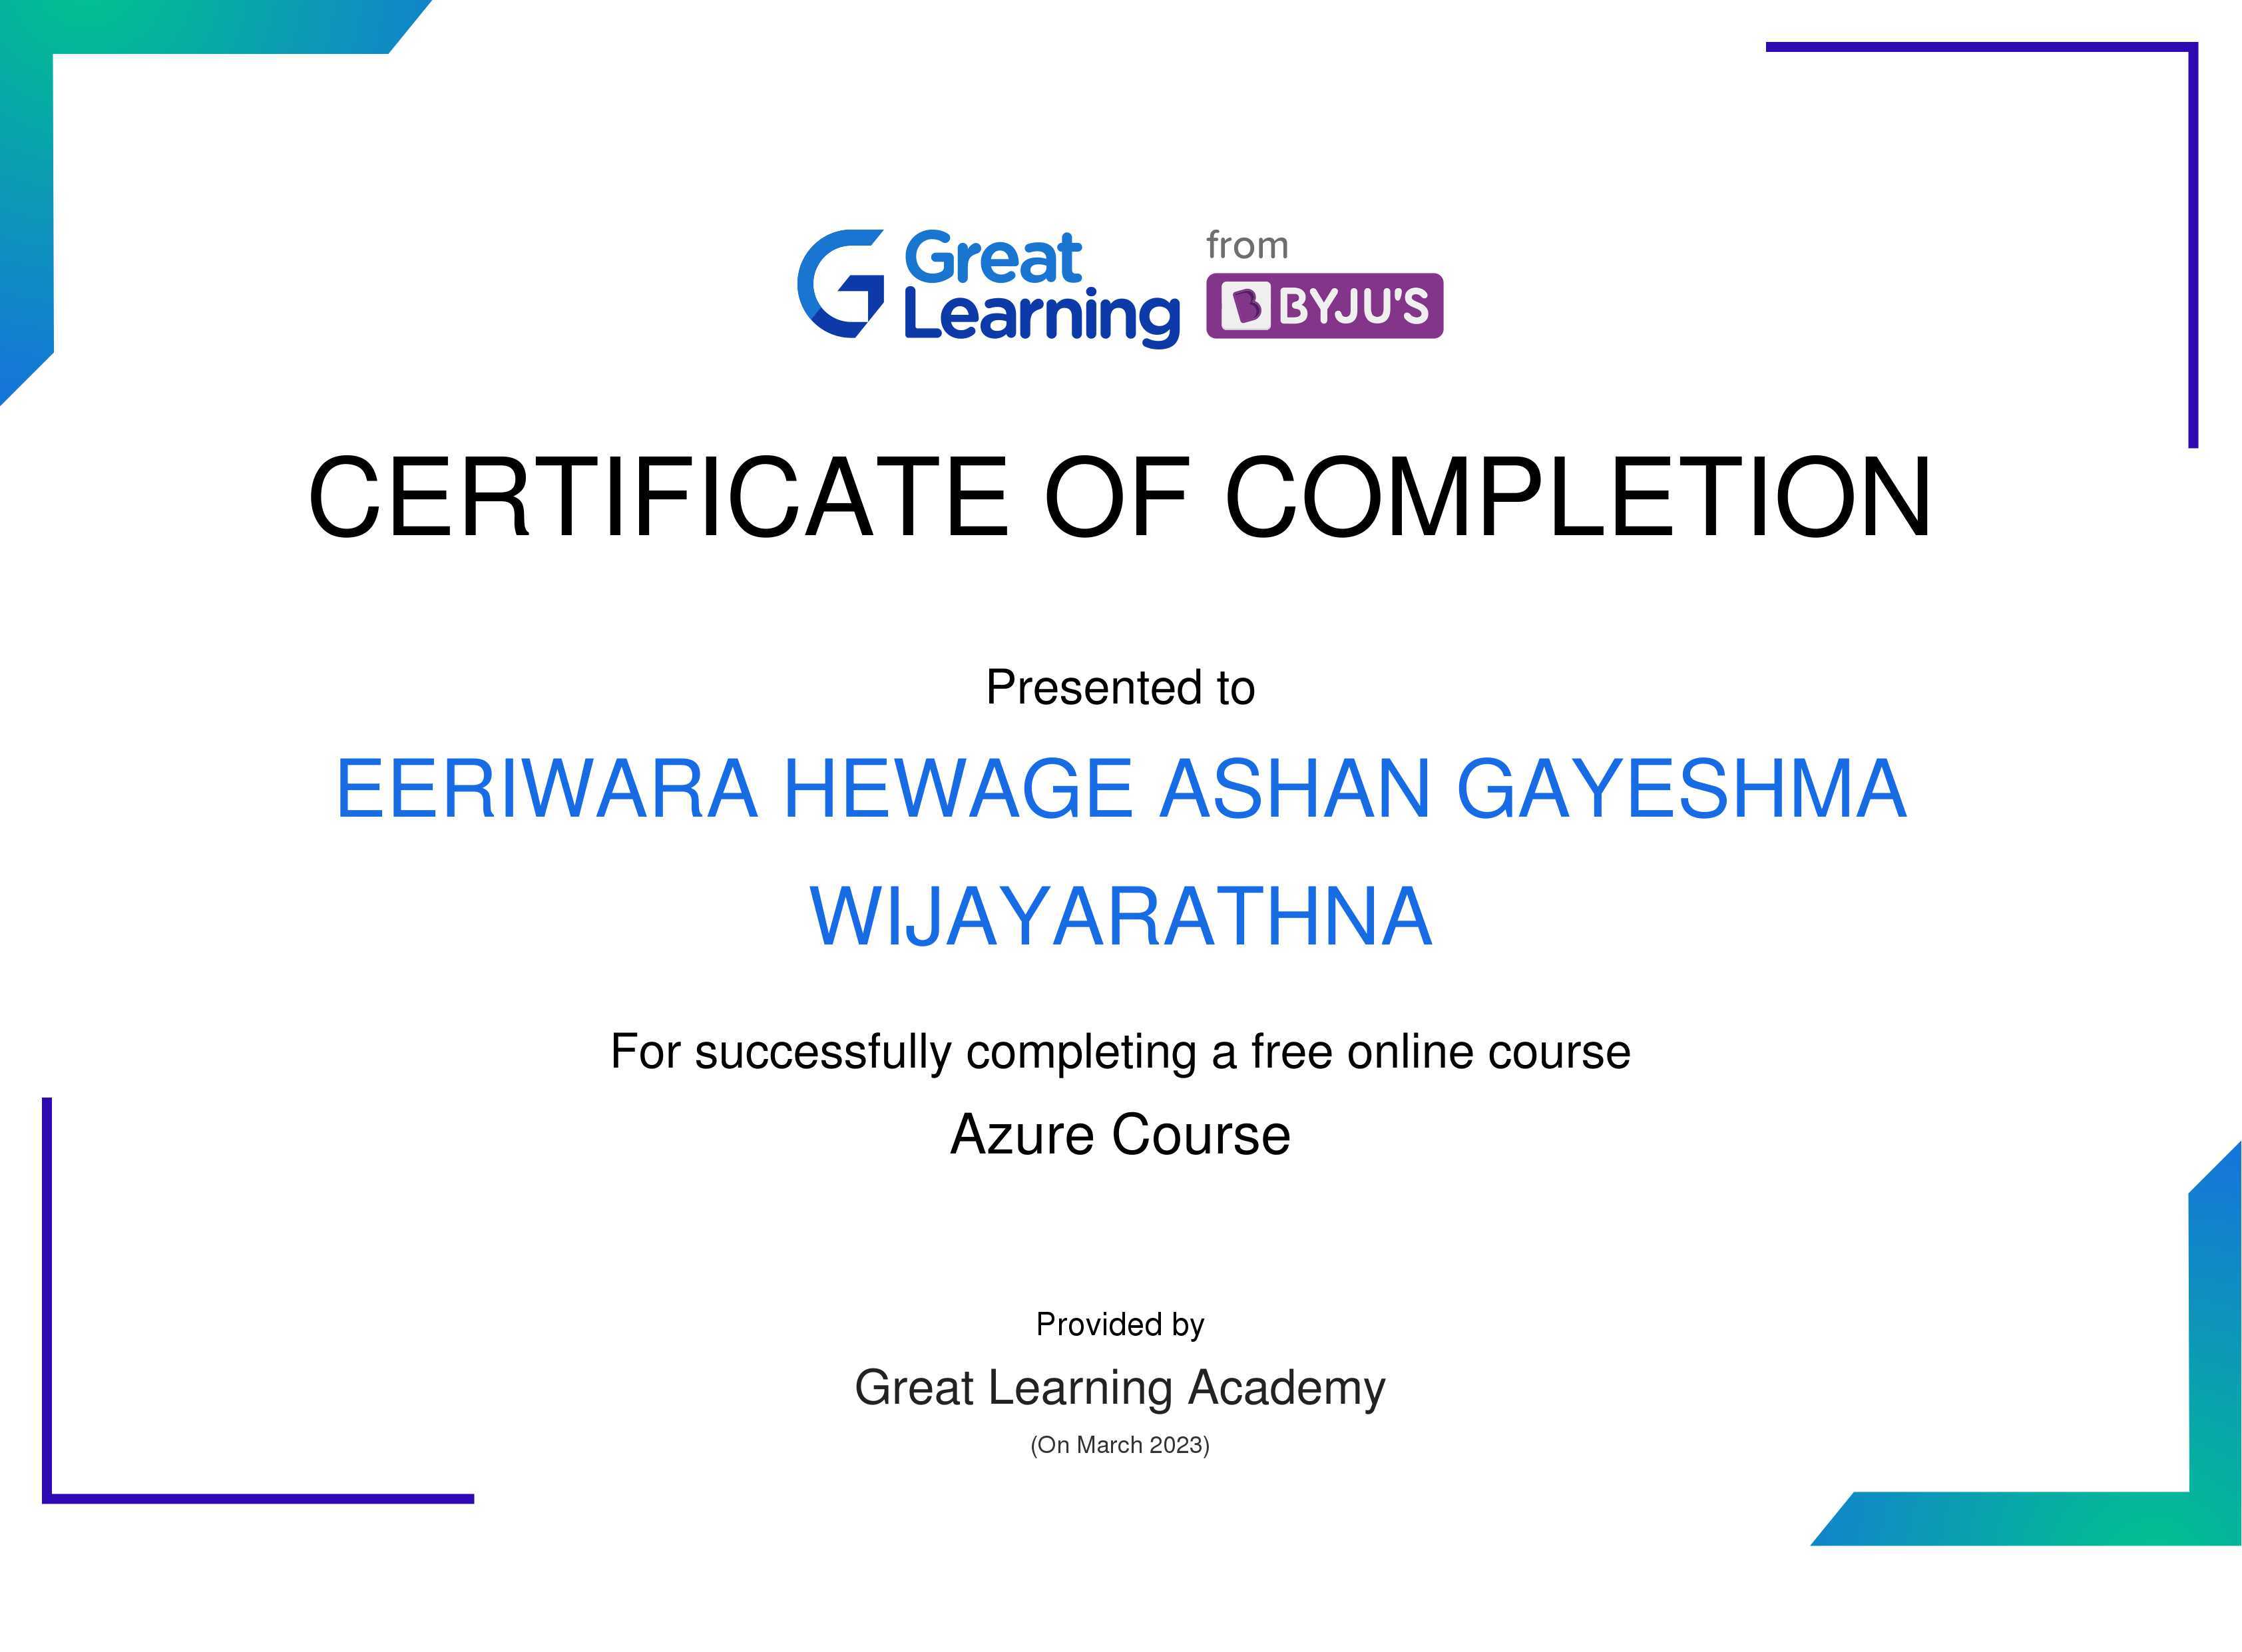 Great
Learning
from
BYJU'S
CERTIFICATE OF COMPLETION
Presented to
EERIWARA HEWAGE ASHAN GAYESHMA
WIJAYARATHNA
For successfully completing a free online course
Azure Course
Provided by
Great Learning Academy
(On March 2023)